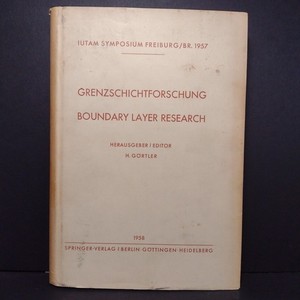 IUTAM SYMPOSIUM FREIBURG/BR. 1957
GRENZSCHICHTFORSCHUNG
BOUNDARY LAYER RESEARCH
HERAUSGEBER/EDITOR
H. GÖRTLER
1958
SPRINGER-VERLAG / BERLIN · GÖTTINGEN · HEIDELBERG